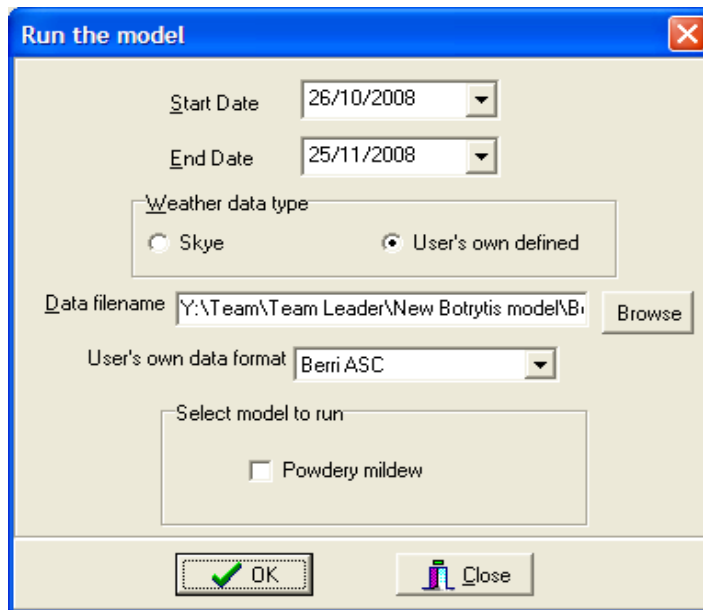 Run the model
Start Date 26/10/2008
End Date 25/11/2008
Weather data type
Skye User's own defined
Data filename Y:\Team\Team Leader\New Botrytis model\B Browse
User's own data format Berri ASC
Select model to run
Powdery mildew
OK Close